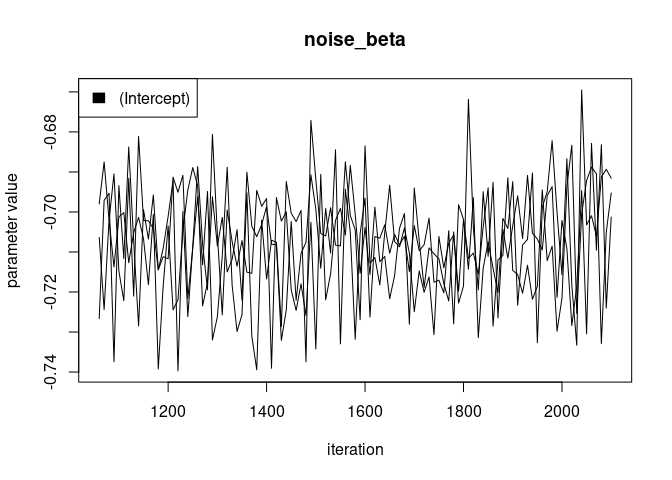 noise_beta
(Intercept)
parameter value
-0.68
-0.70
-0.72
-0.74
1200 1400 1600 1800 2000
iteration